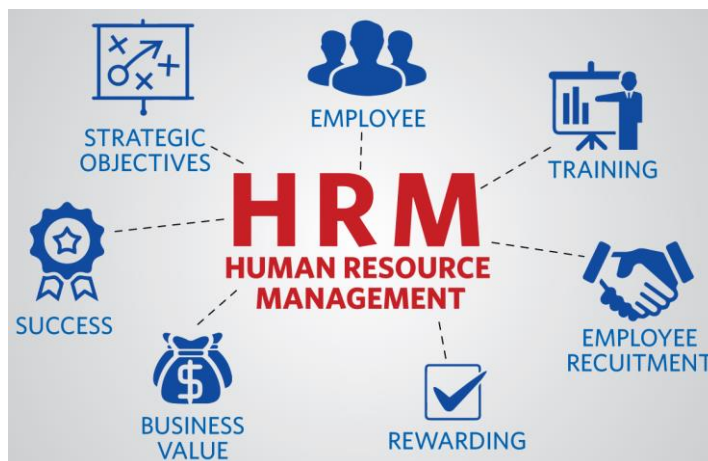 STRATEGIC
OBJECTIVES
EMPLOYEE
TRAINING
HRM
HUMAN RESOURCE
MANAGEMENT
SUCCESS
EMPLOYEE
RECUITMENT
$
BUSINESS
VALUE
REWARDING